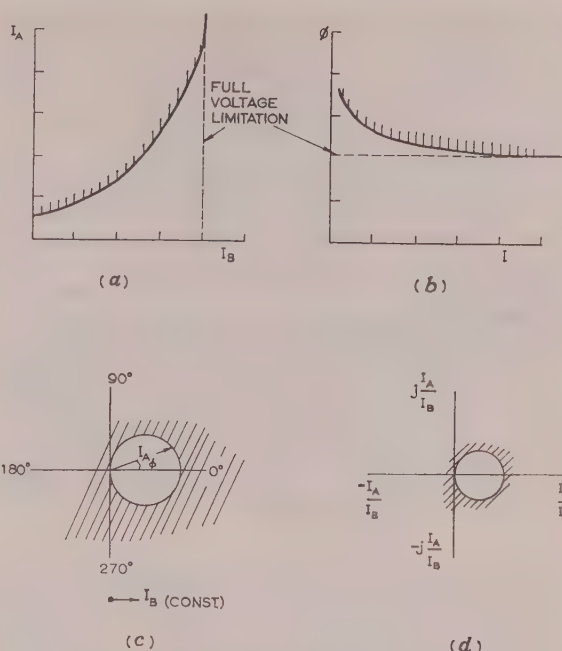 I_A
FULL
VOLTAGE
LIMITATION
I_B
(a)
ϕ
I
(b)
90°
180°
I_A
ϕ
0°
270°
I_B (CONST.)
(c)
j I_A/I_B
-I_A/I_B
-j I_A/I_B
(d)